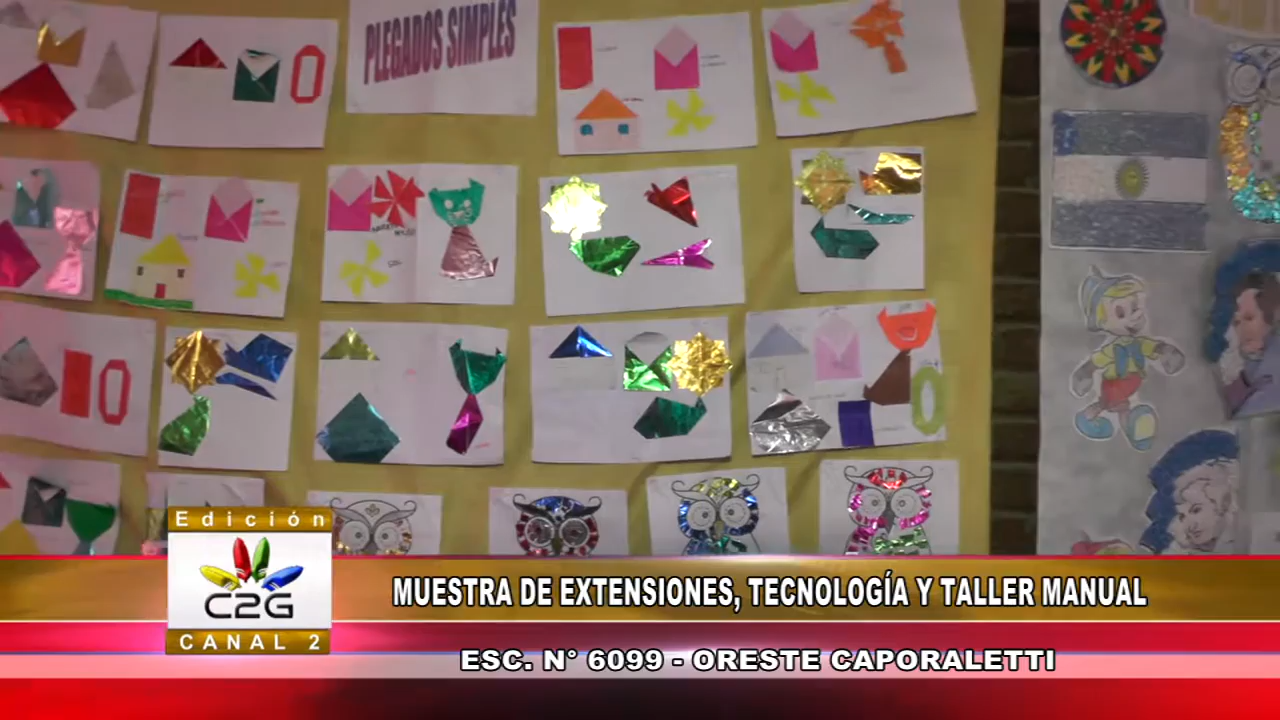 PLEGADOS SIMPLES
Edición
C2G
CANAL 2
MUESTRA DE EXTENSIONES, TECNOLOGÍA Y TALLER MANUAL
ESC. N° 6099 - ORESTE CAPORALETTI